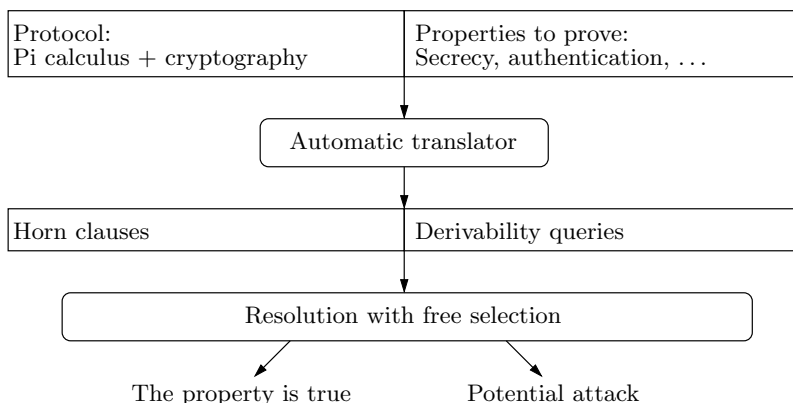 Protocol:
Pi calculus + cryptography
Properties to prove:
Secrecy, authentication, . . .
Automatic translator
Horn clauses
Derivability queries
Resolution with free selection
The property is true
Potential attack